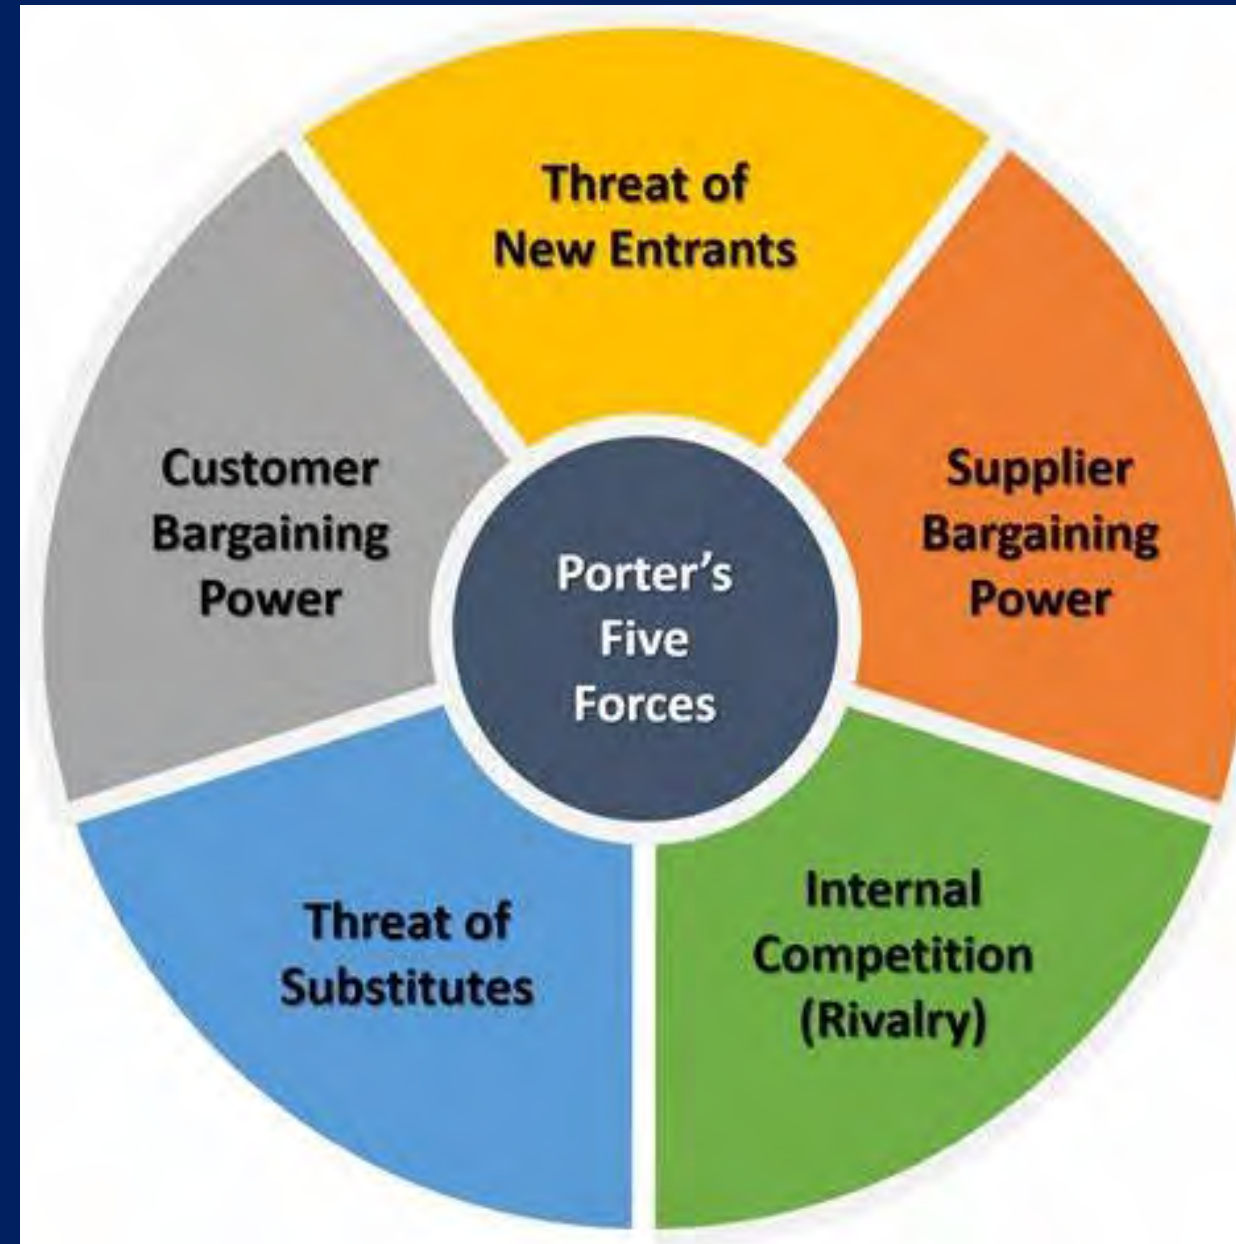 Threat of
New Entrants
Customer
Bargaining
Power
Supplier
Bargaining
Power
Porter’s
Five
Forces
Threat of
Substitutes
Internal
Competition
(Rivalry)